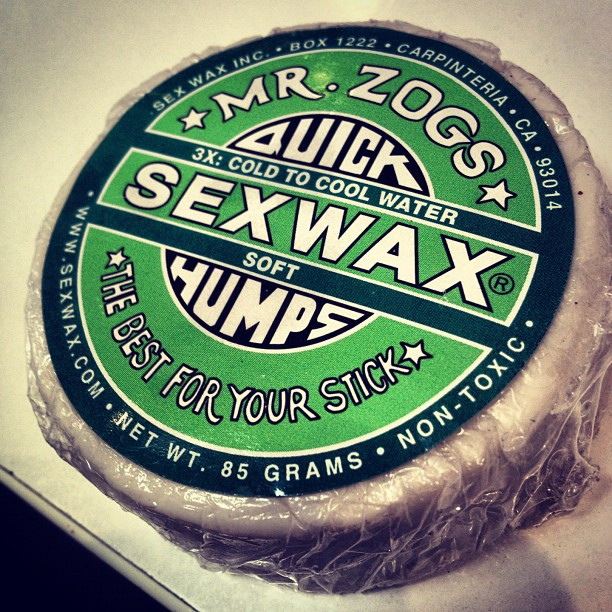 SEX WAX INC. • BOX 1222 • CARPINTERIA • CA • 93014
MR. ZOGS
QUICK
3X: COLD TO COOL WATER
SEXWAX®
SOFT
HUMPS
THE BEST FOR YOUR STICK
• WWW.SEXWAX.COM • NET WT. 85 GRAMS • NON-TOXIC •